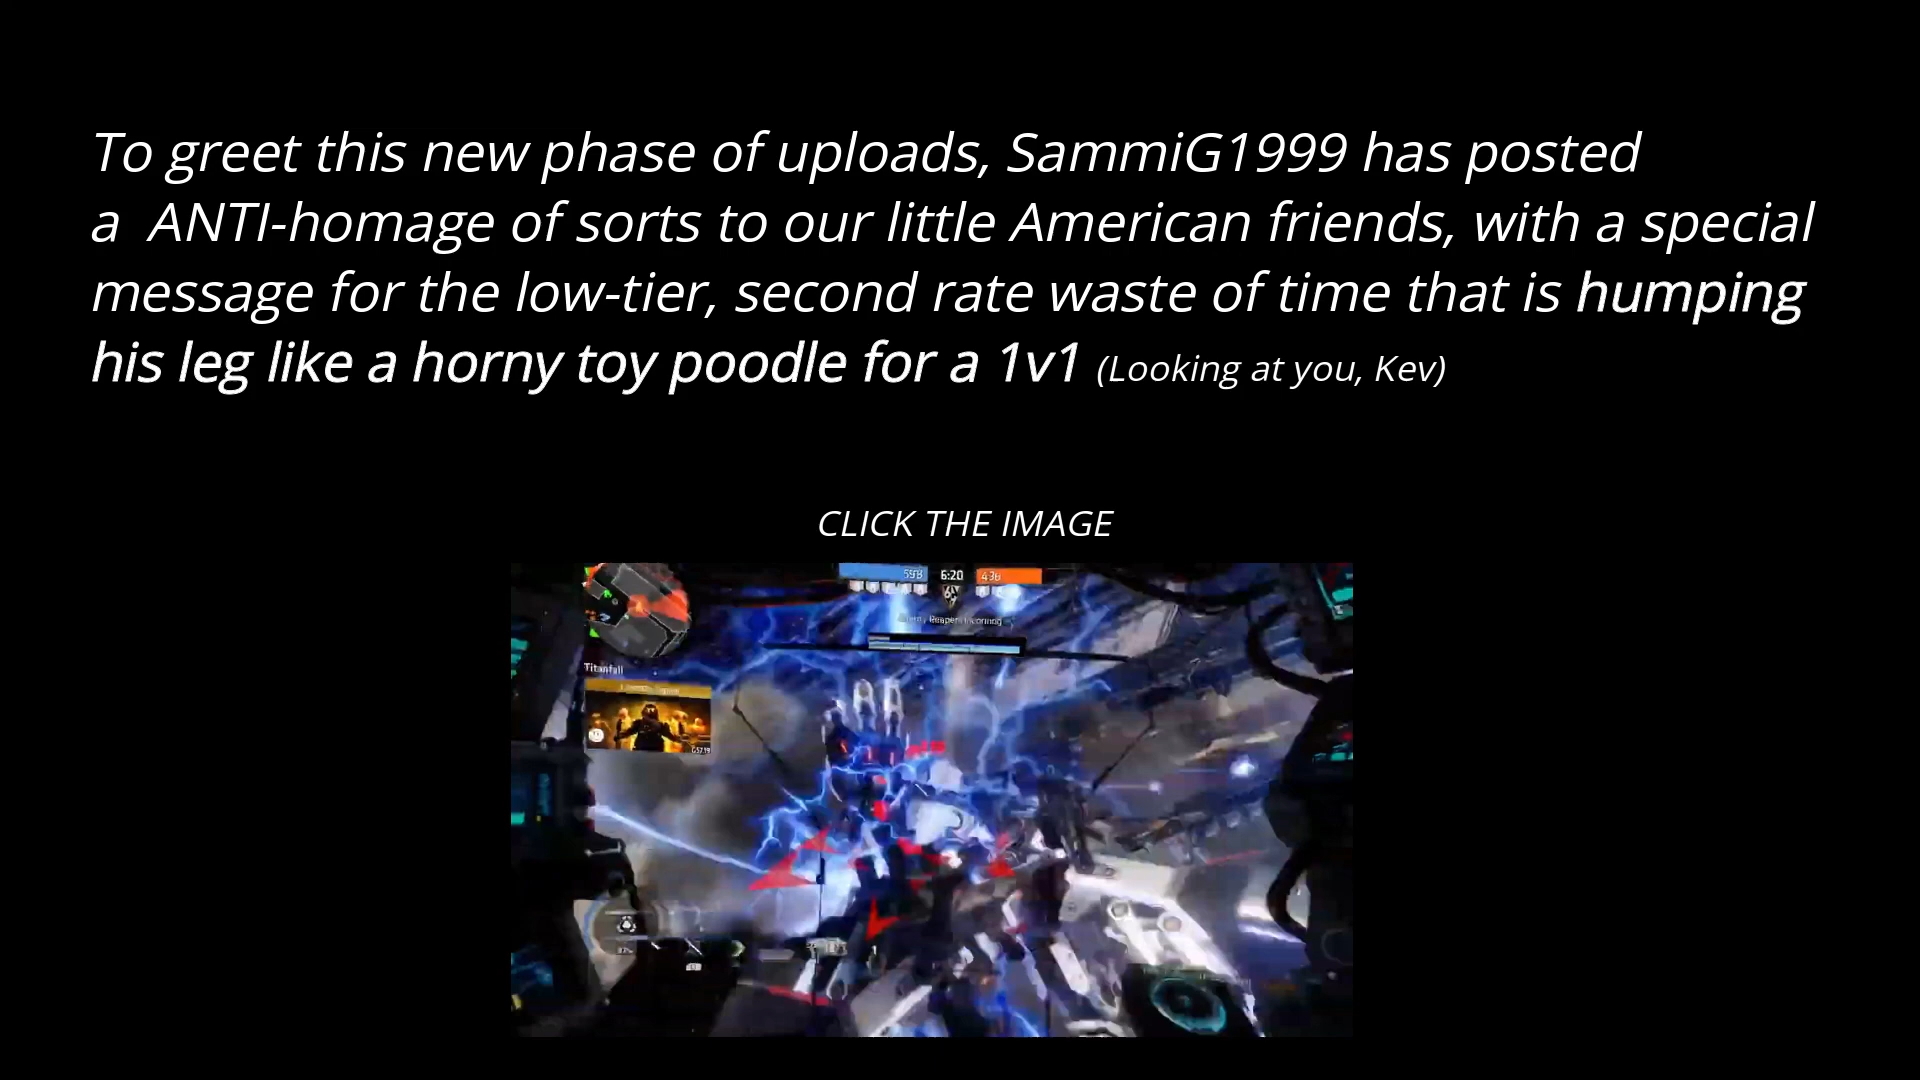 To greet this new phase of uploads, SammiG1999 has posted
a  ANTI-homage of sorts to our little American friends, with a special
message for the low-tier, second rate waste of time that is humping
his leg like a horny toy poodle for a 1v1 (Looking at you, Kev)
CLICK THE IMAGE
6:20
Titanfall